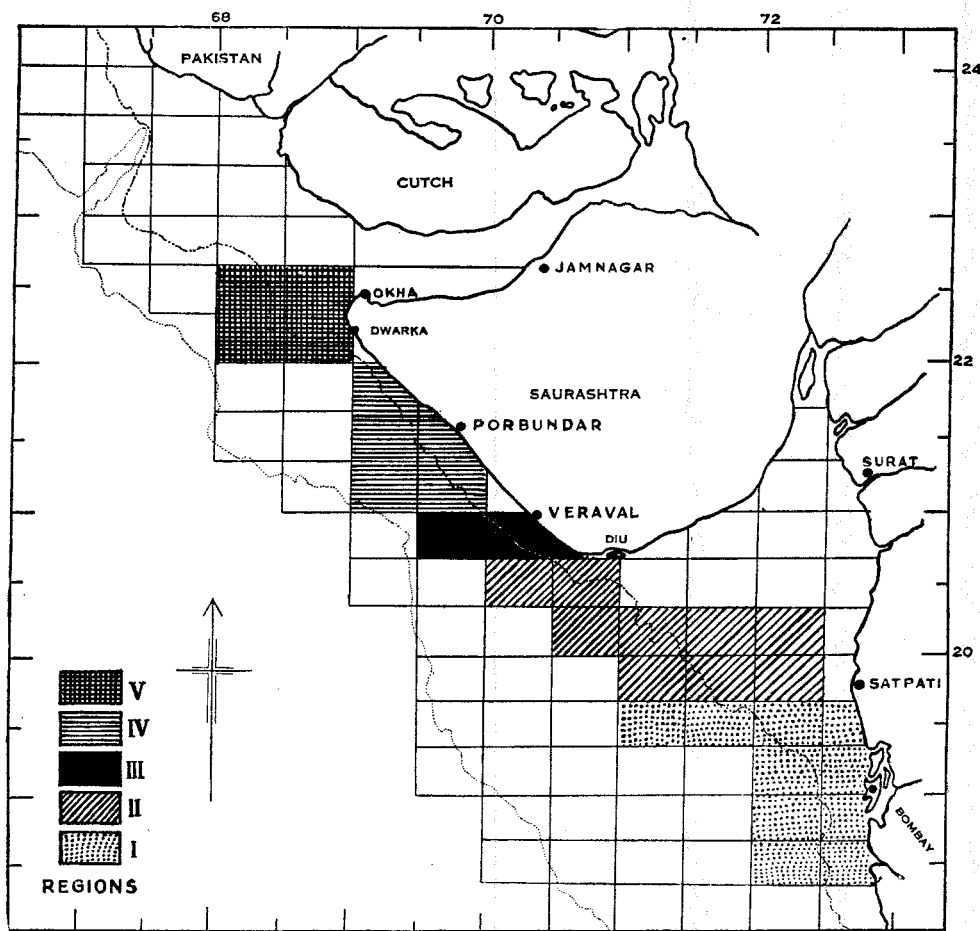 68 70 72
PAKISTAN
24
CUTCH
JAMNAGAR
OKHA
DWARKA
22
SAURASHTRA
PORBUNDAR
SURAT
VERAVAL
DIU
20
SATPATI
V
IV
III
II
I
BOMBAY
REGIONS